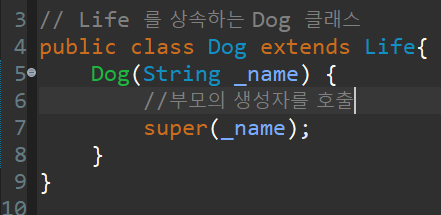 3 // Life 를 상속하는 Dog 클래스
4 public class Dog extends Life{
5 Dog(String _name) {
6 //부모의 생성자를 호출
7 super(_name);
8 }
9 }
10